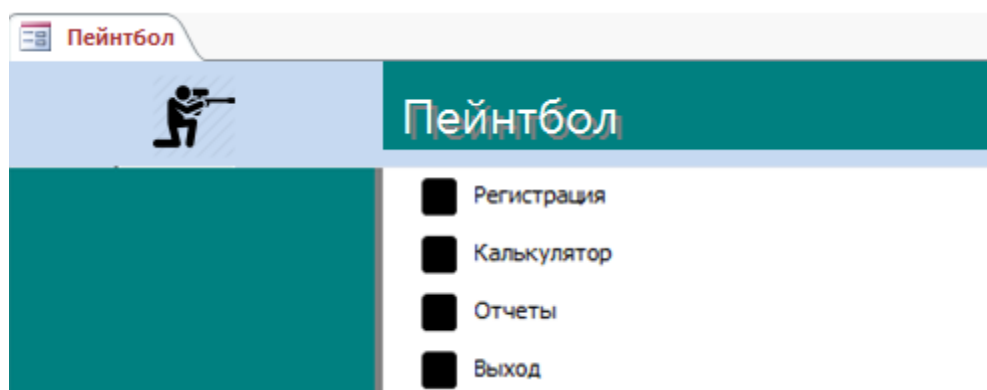 Пейнтбол
Пейнтбол
Регистрация
Калькулятор
Отчеты
Выход